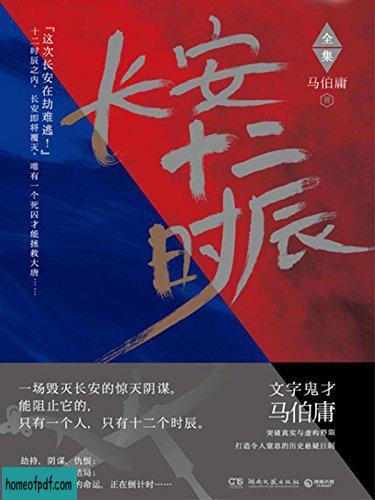 "这次长安在劫难逃!"
十二时辰之内,长安即将覆灭。唯有一个死囚才能拯救大唐……
全集
马伯庸
著
长安
十二
时辰
一场毁灭长安的惊天阴谋。
能阻止它的,
只有一个人,只有十二个时辰。
劫持、阴谋、仇恨;
结局;
的命运,正在倒计时……
文字鬼才
马伯庸
突破真实与虚构界限
打造令人窒息的历史悬疑巨制
湖南文艺出版社
博集天卷
homeofpdf.com